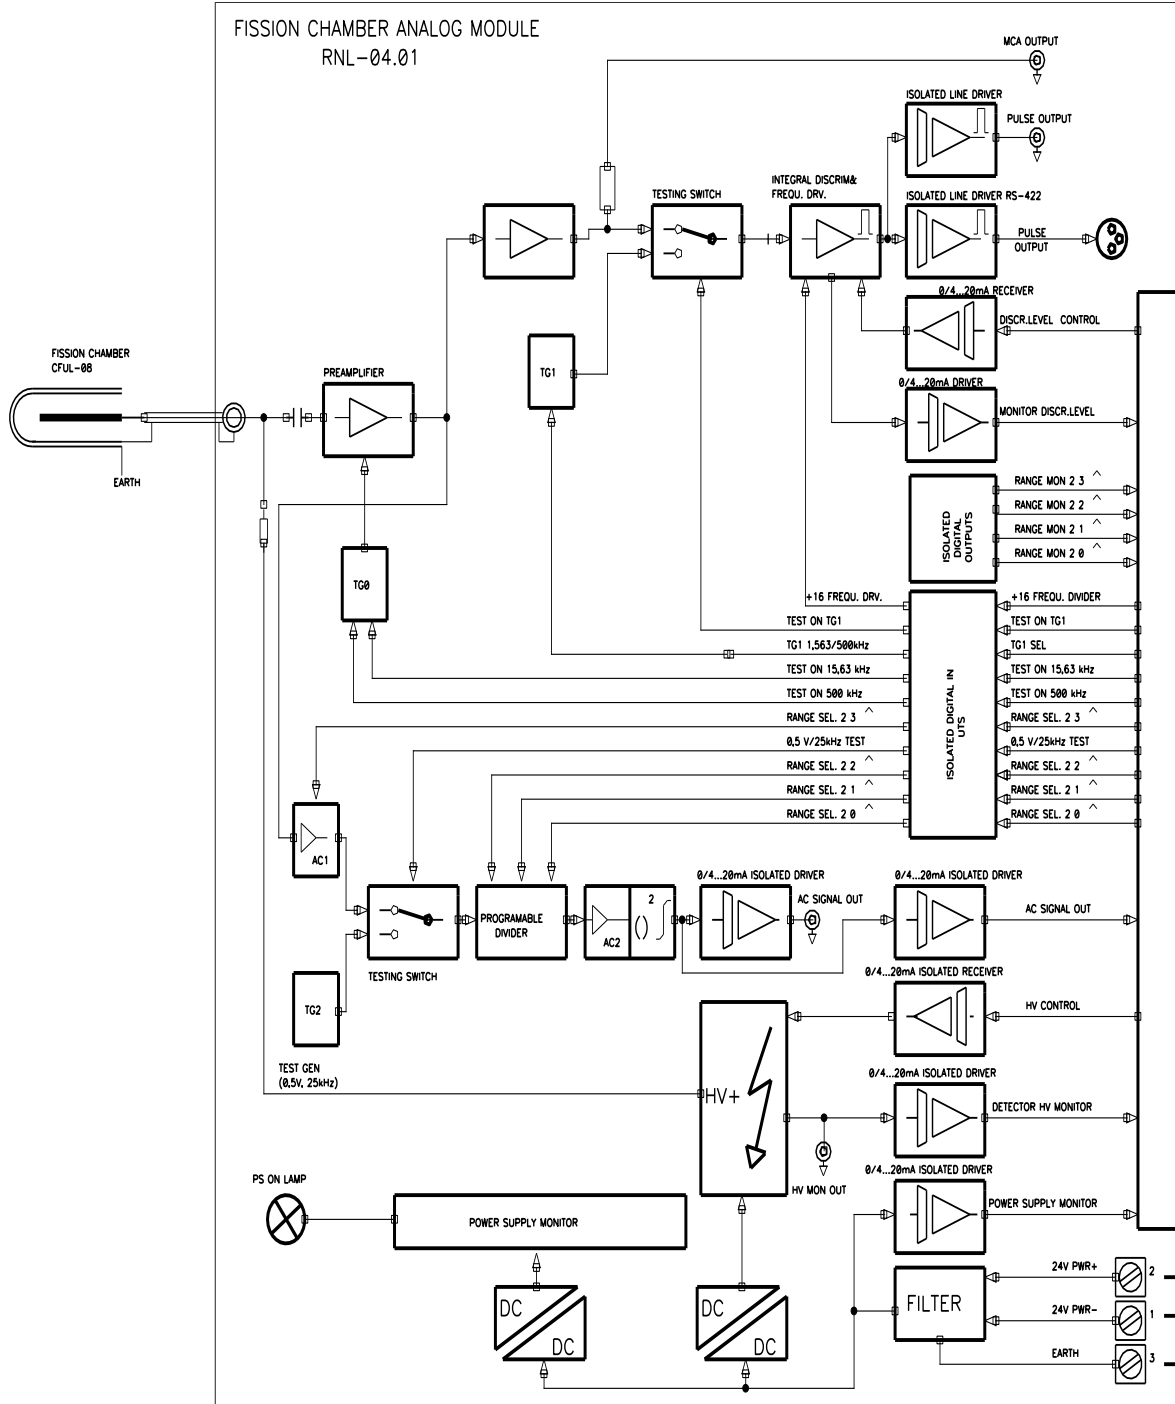 FISSION CHAMBER ANALOG MODULE
RNL-04.01
MCA OUTPUT
ISOLATED LINE DRIVER
PULSE OUTPUT
INTEGRAL DISCRIM&
FREQU. DRV.
TESTING SWITCH
ISOLATED LINE DRIVER RS-422
PULSE
OUTPUT
0/4...20mA RECEIVER
DISCR.LEVEL CONTROL
FISSION CHAMBER
CFUL-08
PREAMPLIFIER
TG1
0/4...20mA DRIVER
MONITOR DISCR.LEVEL
EARTH
RANGE MON 2 3 ^
RANGE MON 2 2 ^
RANGE MON 2 1 ^
RANGE MON 2 0 ^
ISOLATED
DIGITAL
OUTPUTS
TG0
+16 FREQU. DRV.
+16 FREQU. DIVIDER
TEST ON TG1
TEST ON TG1
TG1 1,563/500kHz
TG1 SEL
TEST ON 15,63 kHz
TEST ON 15,63 kHz
TEST ON 500 kHz
TEST ON 500 kHz
RANGE SEL. 2 3 ^
RANGE SEL. 2 3 ^
0,5 V/25kHz TEST
0,5 V/25kHz TEST
RANGE SEL. 2 2 ^
RANGE SEL. 2 2 ^
RANGE SEL. 2 1 ^
RANGE SEL. 2 1 ^
RANGE SEL. 2 0 ^
RANGE SEL. 2 0 ^
ISOLATED DIGITAL IN
UTS
AC1
0/4...20mA ISOLATED DRIVER
0/4...20mA ISOLATED DRIVER
AC SIGNAL OUT
AC SIGNAL OUT
PROGRAMABLE
DIVIDER
AC2
2
( )
TESTING SWITCH
0/4...20mA ISOLATED RECEIVER
TG2
HV CONTROL
TEST GEN
(0,5V, 25kHz)
0/4...20mA ISOLATED DRIVER
HV+
DETECTOR HV MONITOR
0/4...20mA ISOLATED DRIVER
HV MON OUT
PS ON LAMP
POWER SUPPLY MONITOR
POWER SUPPLY MONITOR
DC
DC
DC
DC
FILTER
24V PWR+
2
24V PWR-
1
EARTH
3